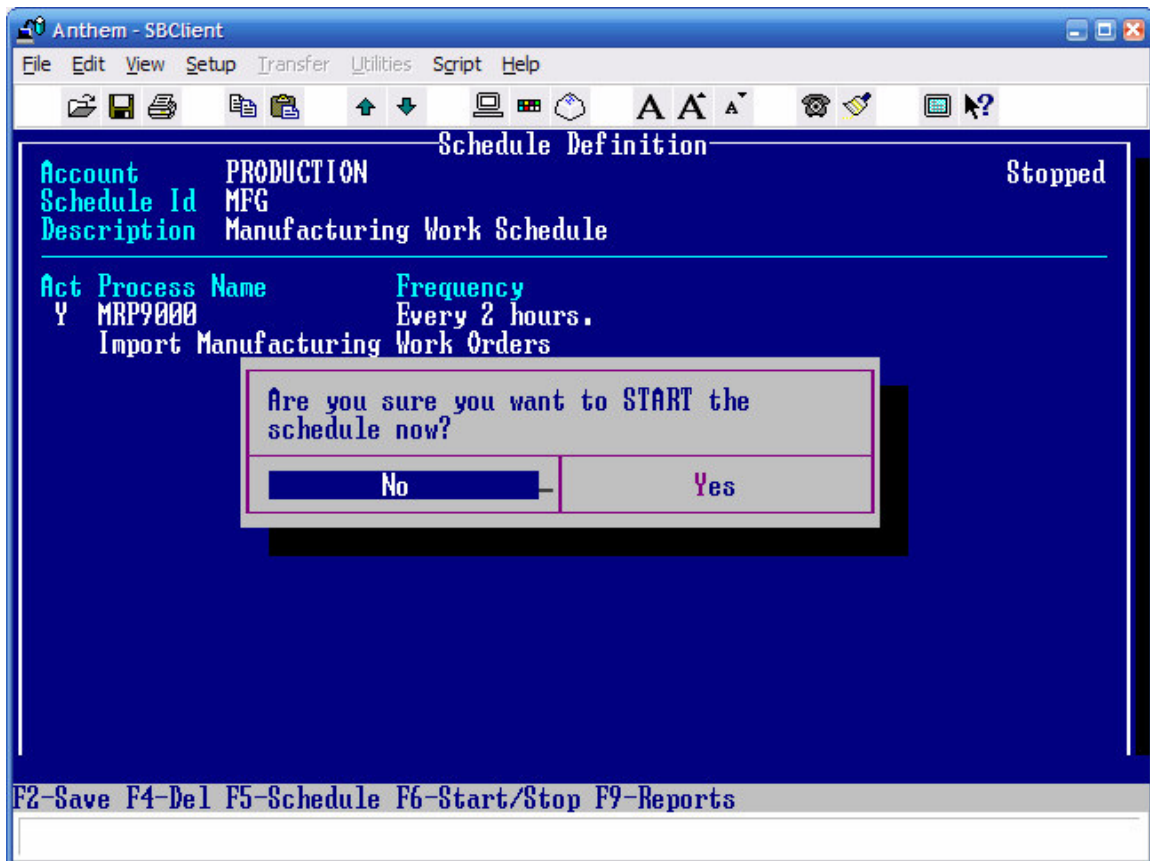 Anthem - SBClient
File Edit View Setup Transfer Utilities Script Help
A A A ?
Schedule Definition
Account PRODUCTION Stopped
Schedule Id MFG
Description Manufacturing Work Schedule
Act Process Name Frequency
Y MRP9000 Every 2 hours.
Import Manufacturing Work Orders
Are you sure you want to START the
schedule now?
No Yes
F2-Save F4-Del F5-Schedule F6-Start/Stop F9-Reports